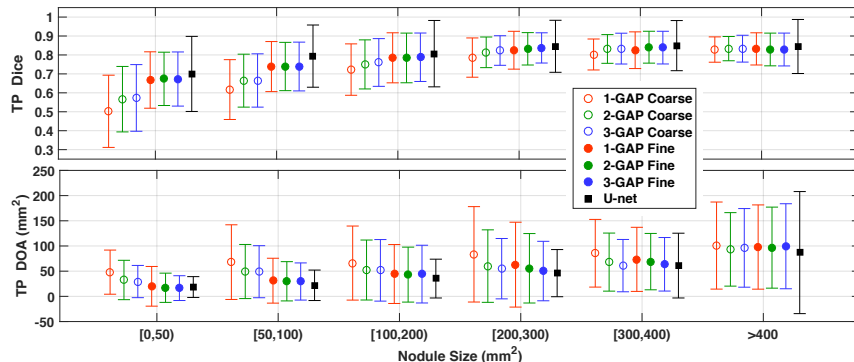 1
0.9
0.8
0.7
0.6
0.5
0.4
0.3
TP Dice
1-GAP Coarse
2-GAP Coarse
3-GAP Coarse
1-GAP Fine
2-GAP Fine
3-GAP Fine
U-net
250
200
150
100
50
0
-50
TP DOA (mm²)
[0,50) [50,100) [100,200) [200,300) [300,400) >400
Nodule Size (mm²)